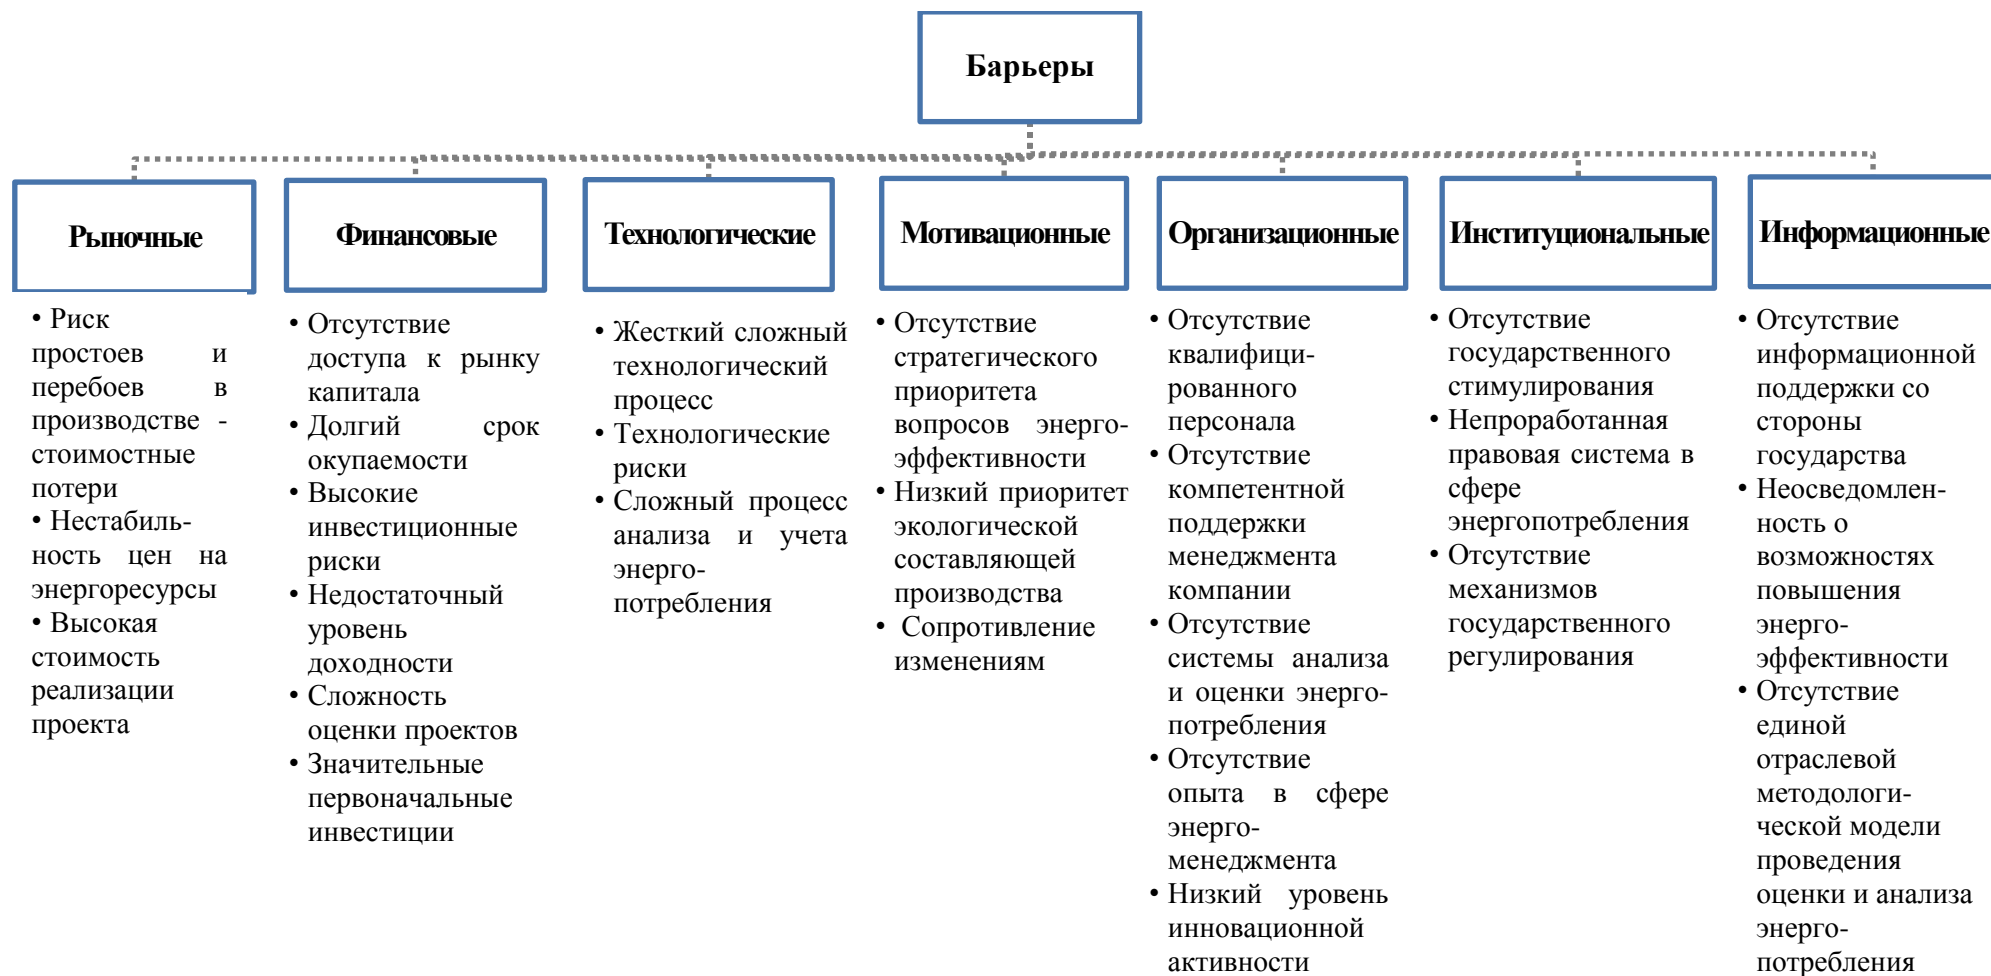 Барьеры
Рыночные
Финансовые
Технологические
Мотивационные
Организационные
Институциональные
Информационные
• Риск
простоев и
перебоев в
производстве -
стоимостные
потери
• Нестабиль-
ность цен на
энергоресурсы
• Высокая
стоимость
реализации
проекта
• Отсутствие
доступа к рынку
капитала
• Долгий срок
окупаемости
• Высокие
инвестиционные
риски
• Недостаточный
уровень
доходности
• Сложность
оценки проектов
• Значительные
первоначальные
инвестиции
• Жесткий сложный
технологический
процесс
• Технологические
риски
• Сложный процесс
анализа и учета
энерго-
потребления
• Отсутствие
стратегического
приоритета
вопросов энерго-
эффективности
• Низкий приоритет
экологической
составляющей
производства
• Сопротивление
изменениям
• Отсутствие
квалифици-
рованного
персонала
• Отсутствие
компетентной
поддержки
менеджмента
компании
• Отсутствие
системы анализа
и оценки энерго-
потребления
• Отсутствие
опыта в сфере
энерго-
менеджмента
• Низкий уровень
инновационной
активности
• Отсутствие
государственного
стимулирования
• Непроработанная
правовая система в
сфере
энергопотребления
• Отсутствие
механизмов
государственного
регулирования
• Отсутствие
информационной
поддержки со
стороны
государства
• Неосведомлен-
ность о
возможностях
повышения
энерго-
эффективности
• Отсутствие
единой
отраслевой
методологи-
ческой модели
проведения
оценки и анализа
энерго-
потребления